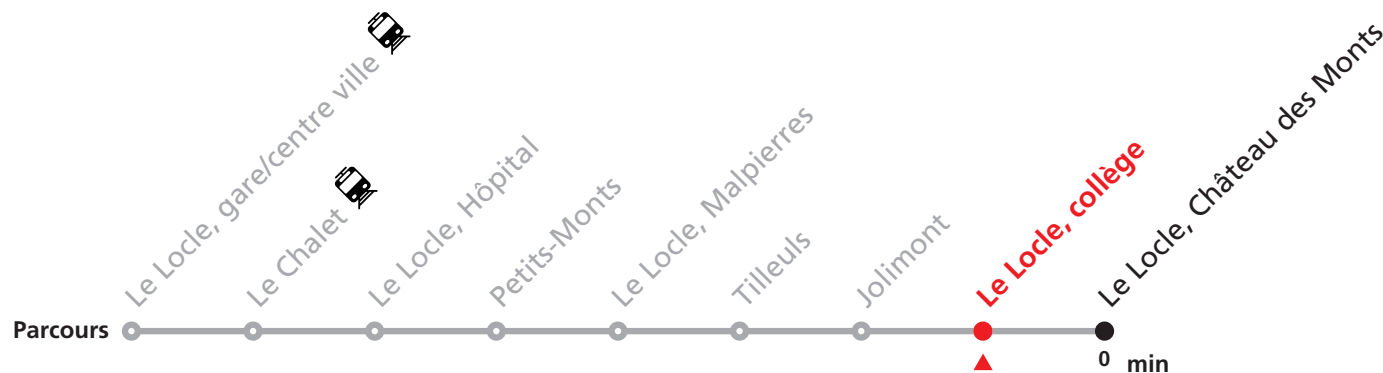 Le Locle, gare/centre ville
Le Chalet
Le Locle, Hôpital
Petits-Monts
Le Locle, Malpierres
Tilleuls
Jolimont
Le Locle, collège
Le Locle, Château des Monts
Parcours
0 min